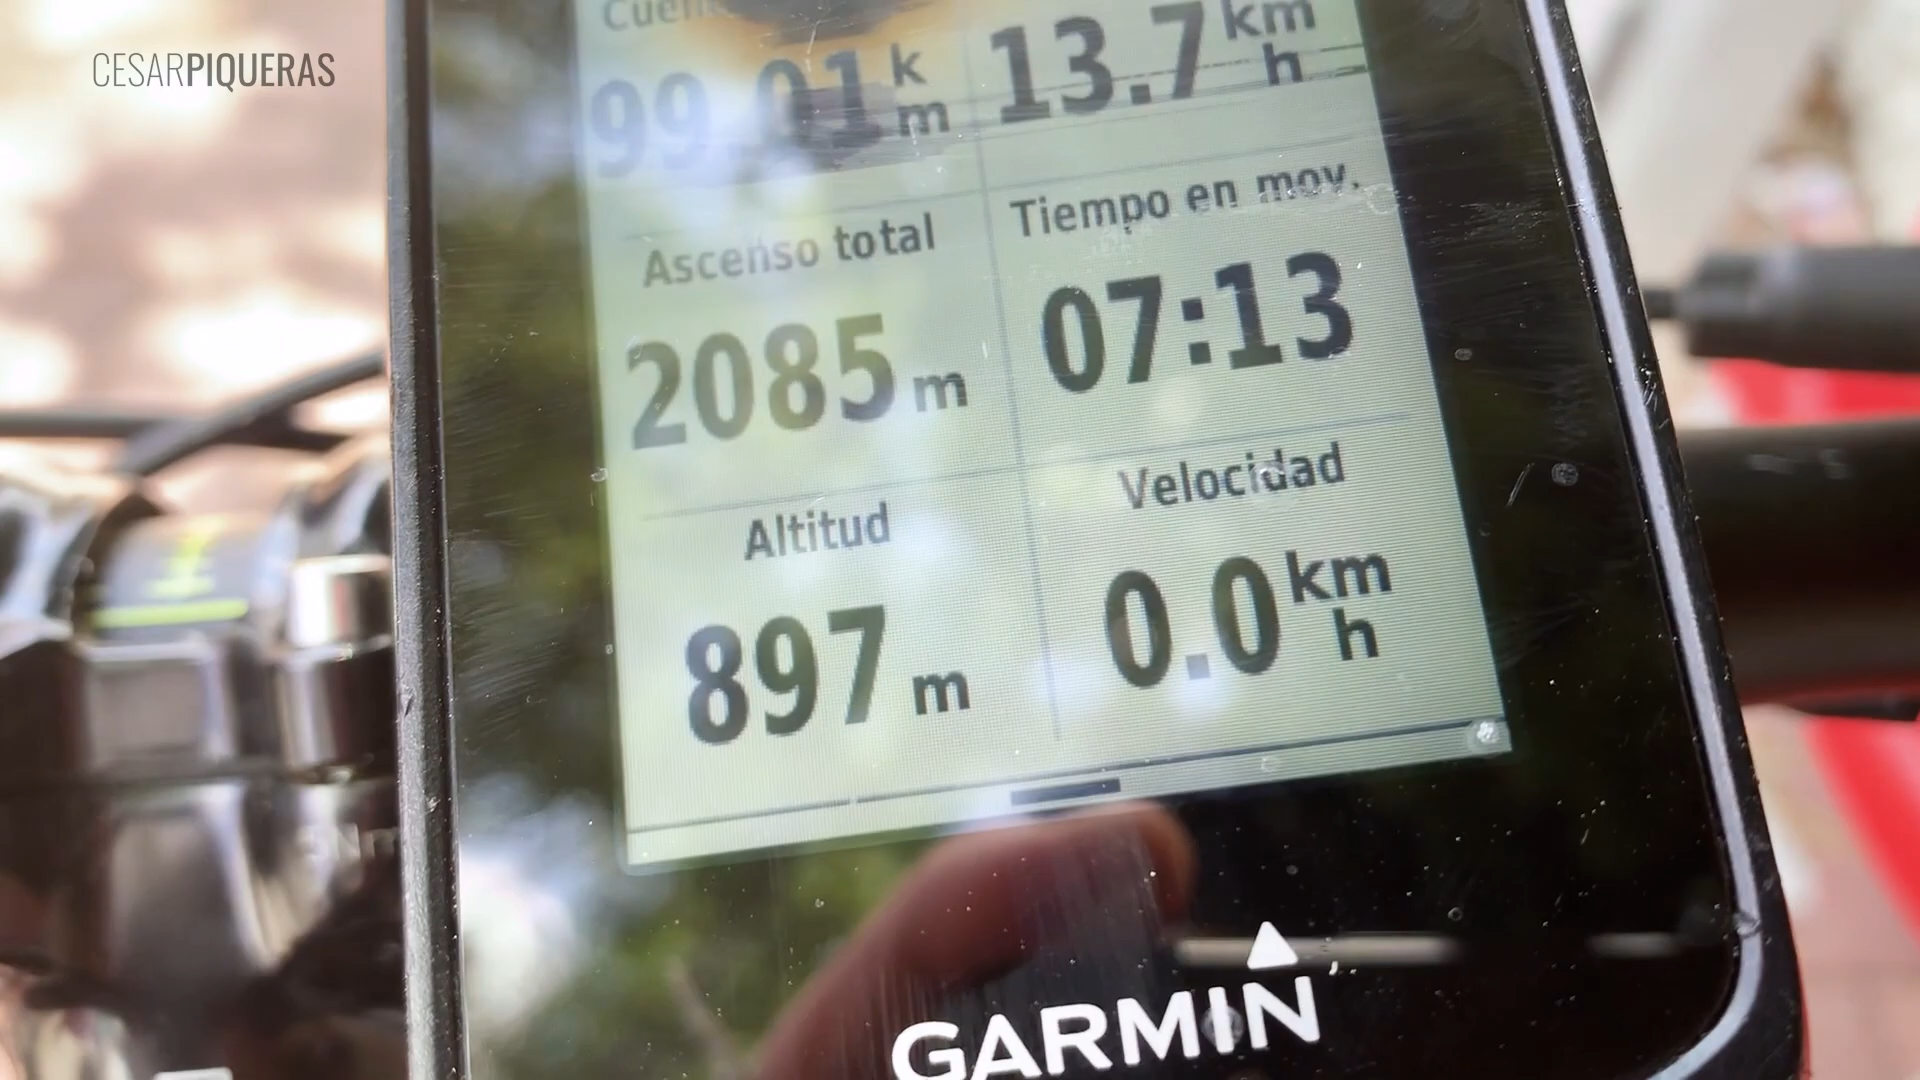 CESARPIQUERAS
99.01 km
13.7 km h
Ascenso total
Tiempo en mov.
2085 m
07:13
Altitud
Velocidad
897 m
0.0 km h
GARMIN